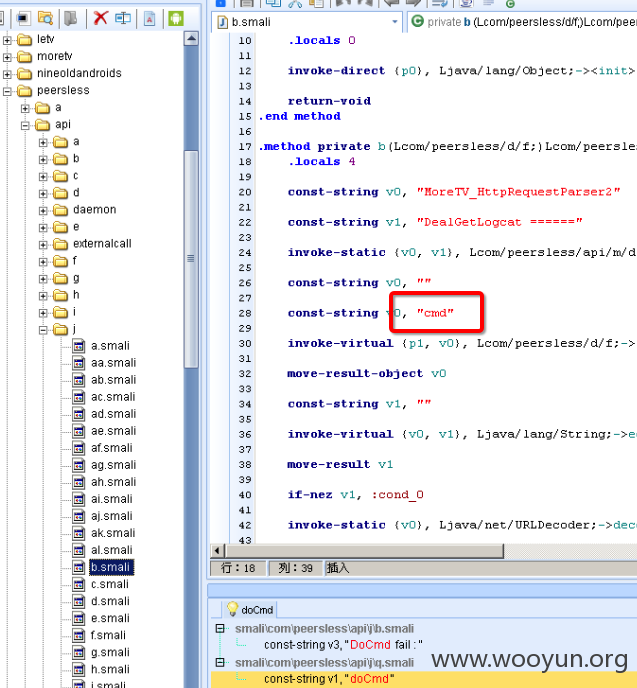 letv
moretv
nineoldandroids
peersless
a
api
a
b
c
d
daemon
e
externalcall
f
g
h
i
j
a.smali
aa.smali
ab.smali
ac.smali
ad.smali
ae.smali
af.smali
ag.smali
ah.smali
ai.smali
aj.smali
ak.smali
al.smali
b.smali
c.smali
d.smali
e.smali
f.smali
g.smali
h.smali
i.smali
b.smali
private b (Lcom/peersless/d/f;)Lcom/peers
10 .locals 0
11
12 invoke-direct {p0}, Ljava/lang/Object;-><init>
13
14 return-void
15 .end method
16
17 .method private b(Lcom/peersless/d/f;)Lcom/peersle
18 .locals 4
19
20 const-string v0, "MoreTV_HttpRequestParser2"
21
22 const-string v1, "DealGetLogcat ======"
23
24 invoke-static {v0, v1}, Lcom/peersless/api/m/d
25
26 const-string v0, ""
27
28 const-string v0, "cmd"
29
30 invoke-virtual {p1, v0}, Lcom/peersless/d/f;->
31
32 move-result-object v0
33
34 const-string v1, ""
35
36 invoke-virtual {v0, v1}, Ljava/lang/String;->e
37
38 move-result v1
39
40 if-nez v1, :cond_0
41
42 invoke-static {v0}, Ljava/net/URLDecoder;->dec
43
行: 18 列: 39 插入
doCmd
smali\com\peersless\api\j\b.smali
const-string v3, "DoCmd fail : "
smali\com\peersless\api\j\q.smali
const-string v1, "doCmd"
www.wooyun.org